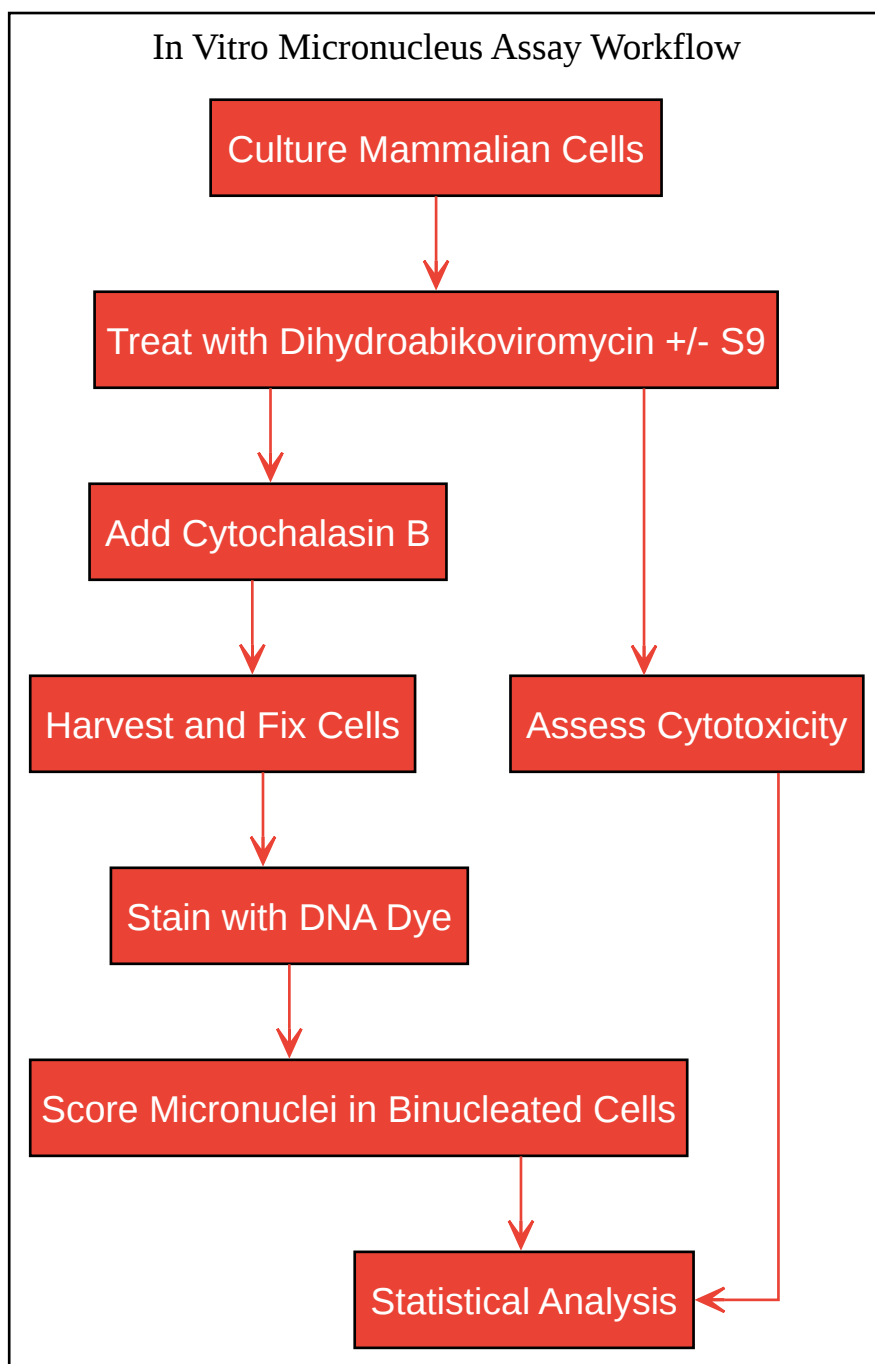 In Vitro Micronucleus Assay Workflow
Culture Mammalian Cells
Treat with Dihydroabikoviromycin +/- S9
Add Cytochalasin B
Harvest and Fix Cells
Assess Cytotoxicity
Stain with DNA Dye
Score Micronuclei in Binucleated Cells
Statistical Analysis